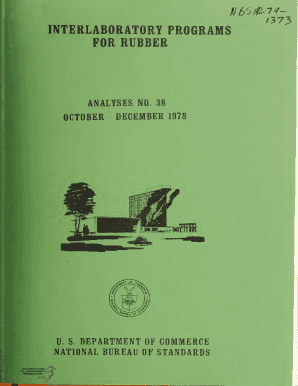 NBSIR 79-
1373
INTERLABORATORY PROGRAMS
FOR RUBBER
ANALYSES NO. 38
OCTOBER - DECEMBER 1978
U. S. DEPARTMENT OF COMMERCE
NATIONAL BUREAU OF STANDARDS